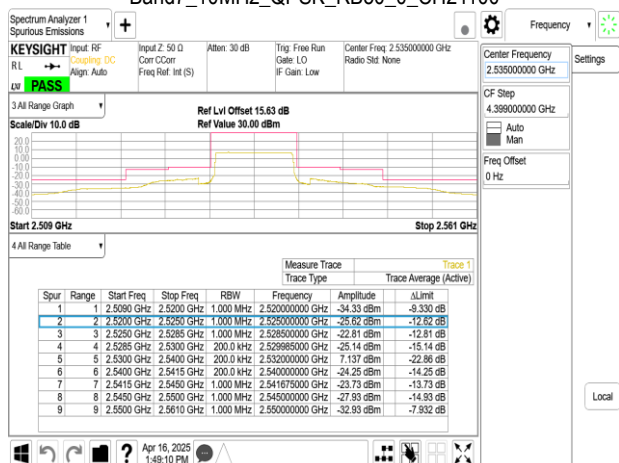 Band7_10MHz_QPSK_RB50_0_CH21100
Spectrum Analyzer 1
Spurious Emissions
Frequency
KEYSIGHT Input: RF
RL
Coupling: DC
Align: Auto
Input Z: 50 Ω
Corr CCorr
Freq Ref: Int (S)
Atten: 30 dB
Trig: Free Run
Gate: LO
IF Gain: Low
Center Freq: 2.535000000 GHz
Radio Std: None
LXI PASS
Center Frequency
2.535000000 GHz
Settings
CF Step
4.399000000 GHz
Auto
Man
Freq Offset
0 Hz
3 All Range Graph
Scale/Div 10.0 dB
Ref Lvl Offset 15.63 dB
Ref Value 30.00 dBm
20.0
10.0
0.00
-10.0
-20.0
-30.0
-40.0
-50.0
-60.0
Start 2.509 GHz
Stop 2.561 GHz
4 All Range Table
Measure Trace Trace 1
Trace Type Trace Average (Active)
Spur Range Start Freq Stop Freq RBW Frequency Amplitude ΔLimit
1 1 2.5090 GHz 2.5200 GHz 1.000 MHz 2.520000000 GHz -34.33 dBm -9.330 dB
2 2 2.5200 GHz 2.5250 GHz 1.000 MHz 2.525000000 GHz -25.62 dBm -12.62 dB
3 3 2.5250 GHz 2.5285 GHz 1.000 MHz 2.528500000 GHz -22.81 dBm -12.81 dB
4 4 2.5285 GHz 2.5300 GHz 200.0 kHz 2.529985000 GHz -25.14 dBm -15.14 dB
5 5 2.5300 GHz 2.5400 GHz 200.0 kHz 2.532000000 GHz 7.137 dBm -22.86 dB
6 6 2.5400 GHz 2.5415 GHz 200.0 kHz 2.540000000 GHz -24.25 dBm -14.25 dB
7 7 2.5415 GHz 2.5450 GHz 1.000 MHz 2.541675000 GHz -23.73 dBm -13.73 dB
8 8 2.5450 GHz 2.5500 GHz 1.000 MHz 2.545000000 GHz -27.93 dBm -14.93 dB
9 9 2.5500 GHz 2.5610 GHz 1.000 MHz 2.550000000 GHz -32.93 dBm -7.932 dB
Local
Apr 16, 2025
1:49:10 PM